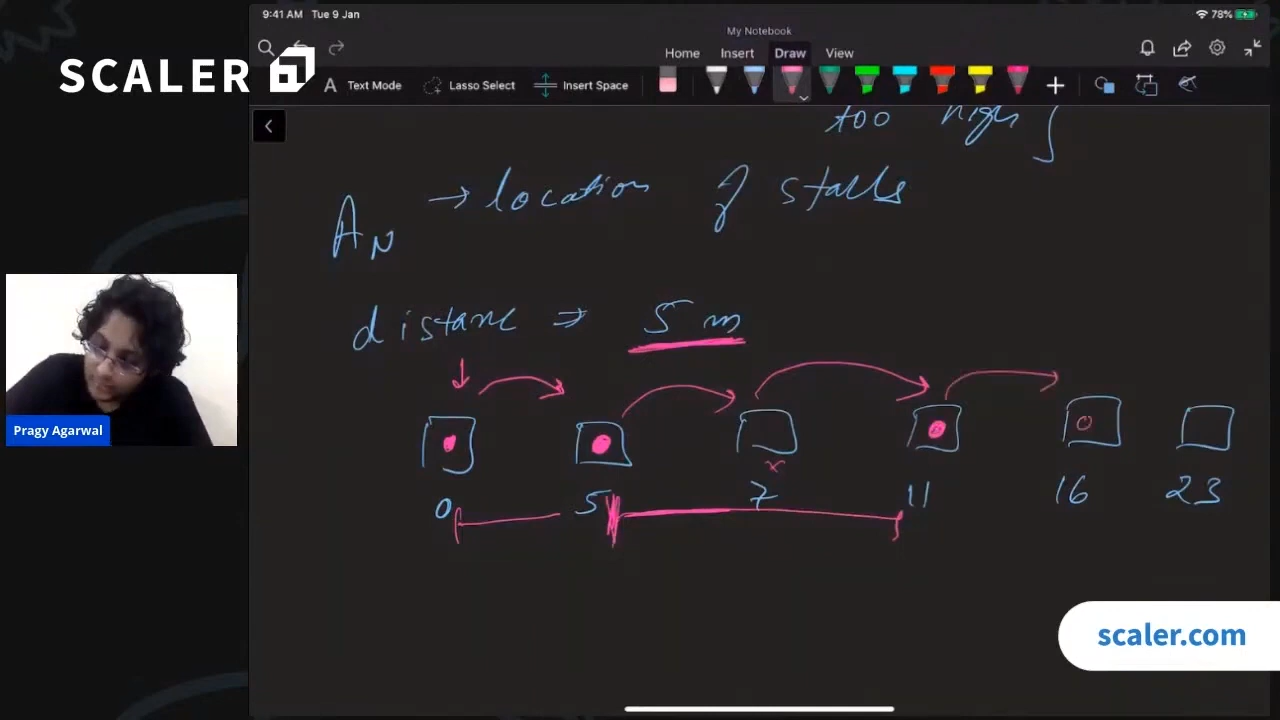 9:41 AM Tue 9 Jan
78%
My Notebook
SCALER
Home Insert Draw View
A Text Mode Lasso Select Insert Space
too high
A_N → location of stalls
distance ⇒ 5 m
Pragy Agarwal
0 5 7 11 16 23
scaler.com